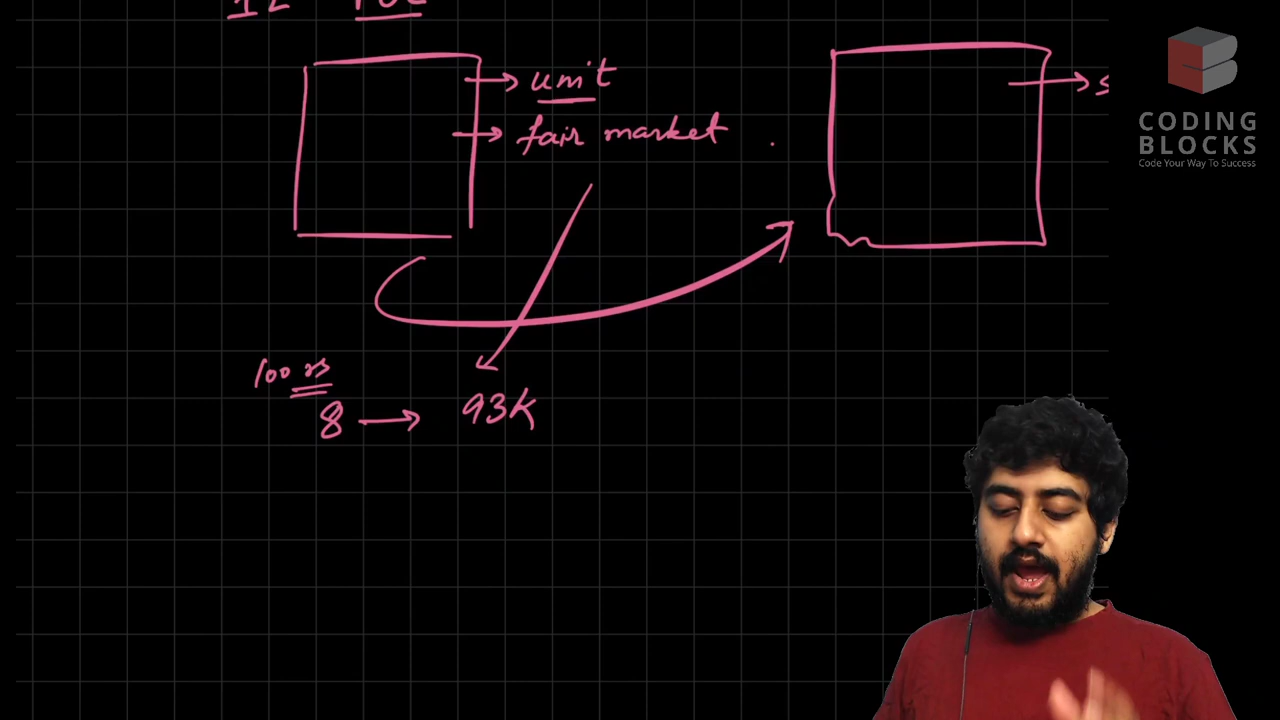 unit
fair market
100 rs
8 → 93K
CODING
BLOCKS
Code Your Way To Success